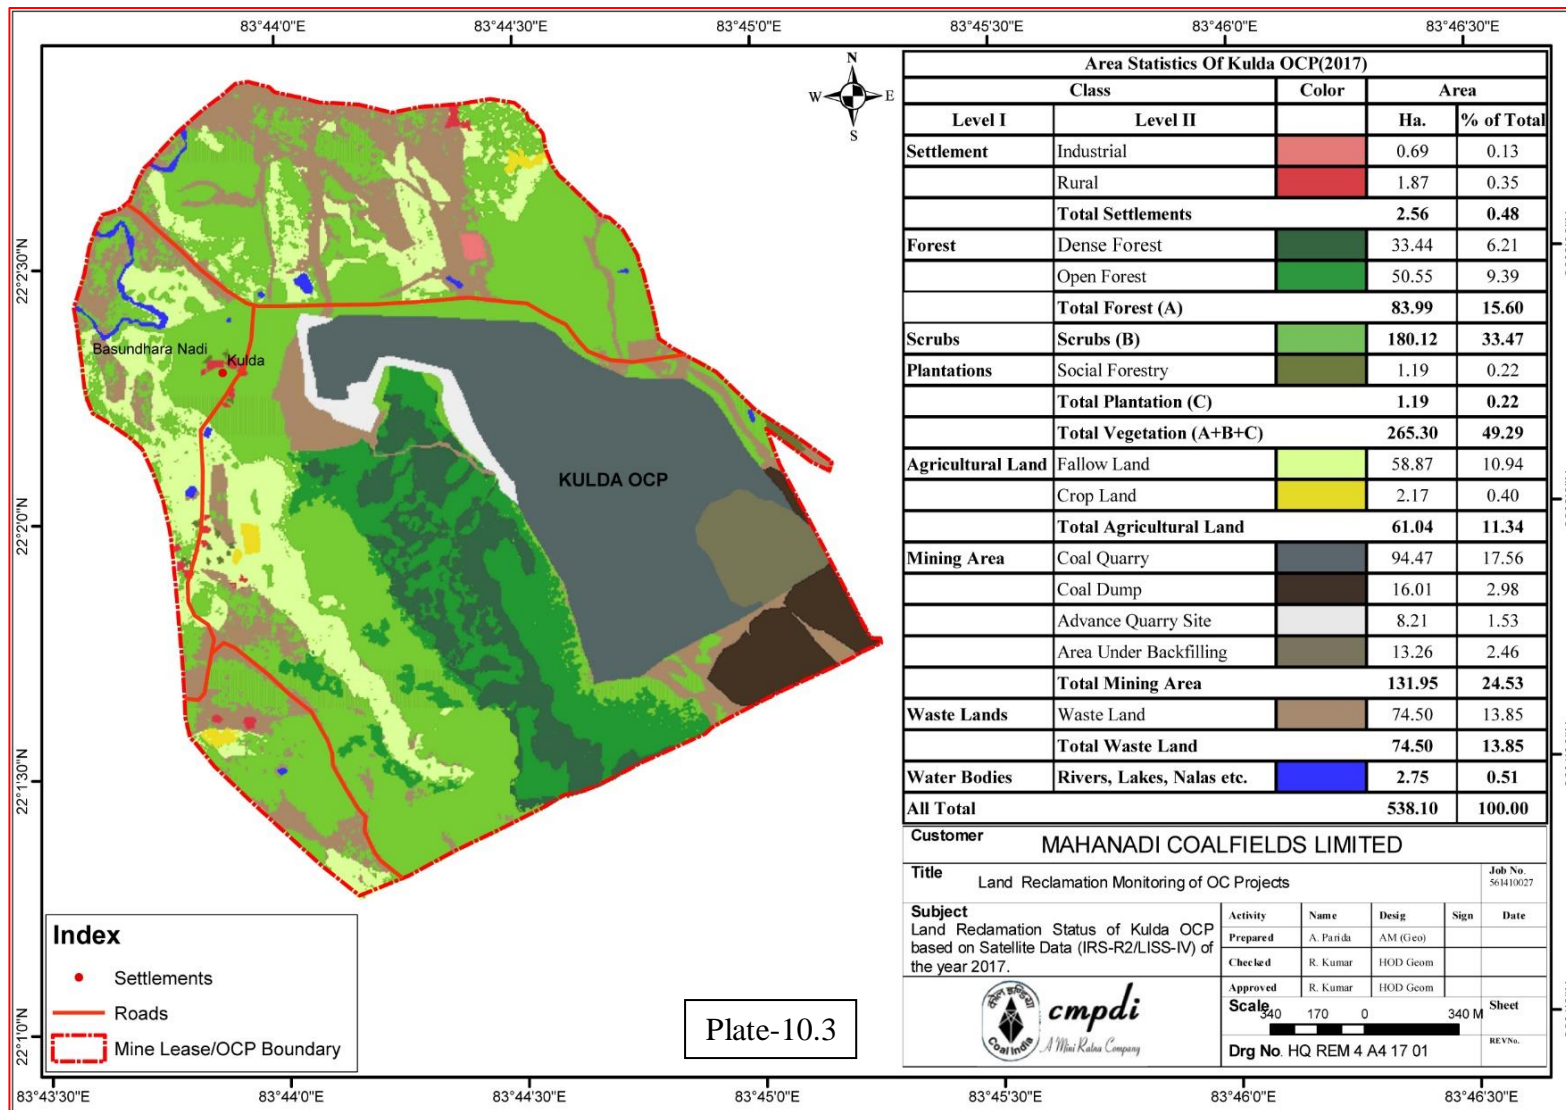 83°44'0"E 83°44'30"E 83°45'0"E 83°45'30"E 83°46'0"E 83°46'30"E
N
W E
S
22°2'30"N
22°2'0"N
22°1'30"N
22°1'0"N
Basundhara Nadi
Kulda
KULDA OCP
Area Statistics Of Kulda OCP(2017)
Class Color Area
Level I Level II Ha. % of Total
Settlement Industrial 0.69 0.13
Rural 1.87 0.35
Total Settlements 2.56 0.48
Forest Dense Forest 33.44 6.21
Open Forest 50.55 9.39
Total Forest (A) 83.99 15.60
Scrubs Scrubs (B) 180.12 33.47
Plantations Social Forestry 1.19 0.22
Total Plantation (C) 1.19 0.22
Total Vegetation (A+B+C) 265.30 49.29
Agricultural Land Fallow Land 58.87 10.94
Crop Land 2.17 0.40
Total Agricultural Land 61.04 11.34
Mining Area Coal Quarry 94.47 17.56
Coal Dump 16.01 2.98
Advance Quarry Site 8.21 1.53
Area Under Backfilling 13.26 2.46
Total Mining Area 131.95 24.53
Waste Lands Waste Land 74.50 13.85
Total Waste Land 74.50 13.85
Water Bodies Rivers, Lakes, Nalas etc. 2.75 0.51
All Total 538.10 100.00
Customer MAHANADI COALFIELDS LIMITED
Title Land Reclamation Monitoring of OC Projects
Job No.
561410027
Subject
Land Reclamation Status of Kulda OCP
based on Satellite Data (IRS-R2/LISS-IV) of
the year 2017.
Activity Name Desig Sign Date
Prepared A. Parida AM (Geo)
Checked R. Kumar HOD Geom
Approved R. Kumar HOD Geom
कोल इण्डिया
Coal India
cmpdi
A Mini Ratna Company
Scale 340 170 0 340 M
Sheet
REVNo.
Drg No. HQ REM 4 A4 17 01
Index
Settlements
Roads
Mine Lease/OCP Boundary
Plate-10.3
83°43'30"E 83°44'0"E 83°44'30"E 83°45'0"E 83°45'30"E 83°46'0"E 83°46'30"E